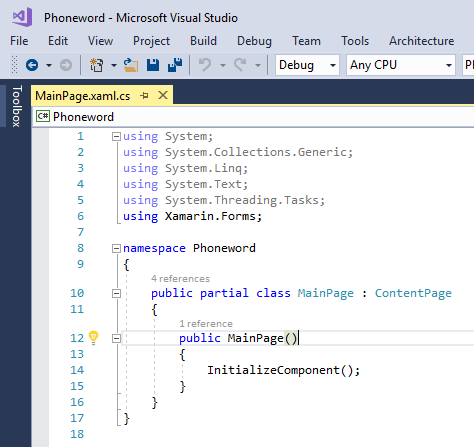 Phoneword - Microsoft Visual Studio
File Edit View Project Build Debug Team Tools Architecture
Debug Any CPU
Toolbox
MainPage.xaml.cs
C# Phoneword
1 using System;
2 using System.Collections.Generic;
3 using System.Linq;
4 using System.Text;
5 using System.Threading.Tasks;
6 using Xamarin.Forms;
7
8 namespace Phoneword
9 {
4 references
10 public partial class MainPage : ContentPage
11 {
1 reference
12 public MainPage()
13 {
14 InitializeComponent();
15 }
16 }
17 }
18